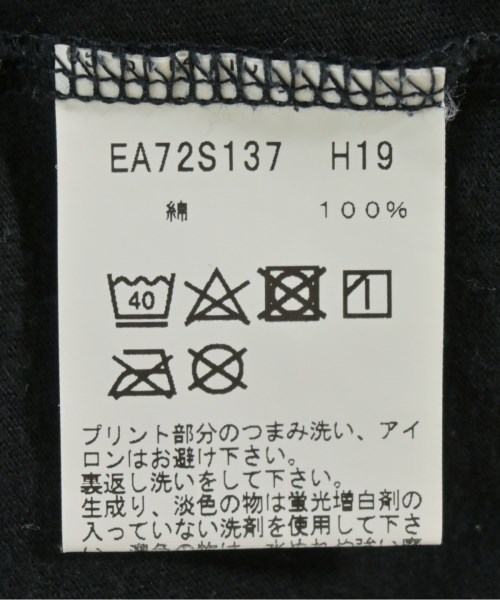 EA72S137 H19
綿 100%
40
プリント部分のつまみ洗い、アイ
ロンはお避け下さい。
裏返し洗いをして下さい。
生成り、淡色の物は蛍光増白剤の
入っていない洗剤を使用して下さ
い。